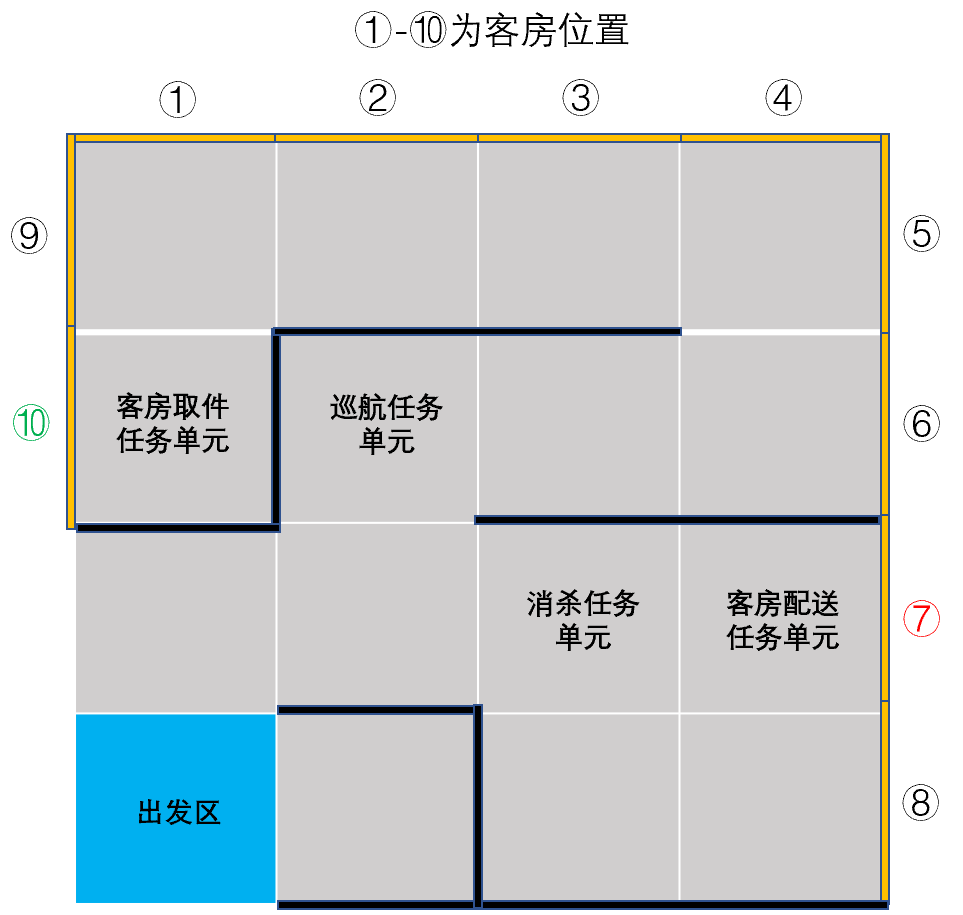 ①-⑩为客房位置
① ② ③ ④
⑨ ⑤
客房取件
任务单元
巡航任务
单元
⑩ ⑥
消杀任务
单元
客房配送
任务单元
⑦
出发区
⑧